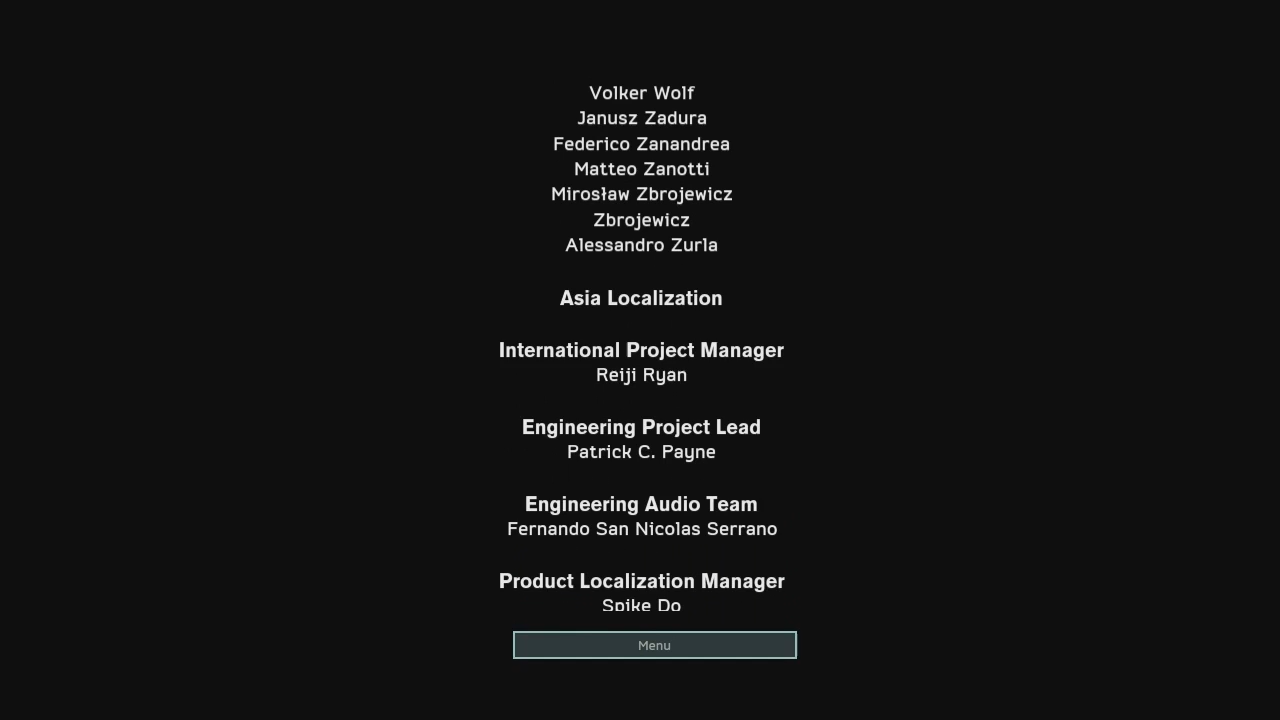 Volker Wolf
Janusz Zadura
Federico Zanandrea
Matteo Zanotti
Mirosław Zbrojewicz
Zbrojewicz
Alessandro Zurla
Asia Localization
International Project Manager
Reiji Ryan
Engineering Project Lead
Patrick C. Payne
Engineering Audio Team
Fernando San Nicolas Serrano
Product Localization Manager
Spike Do
Menu